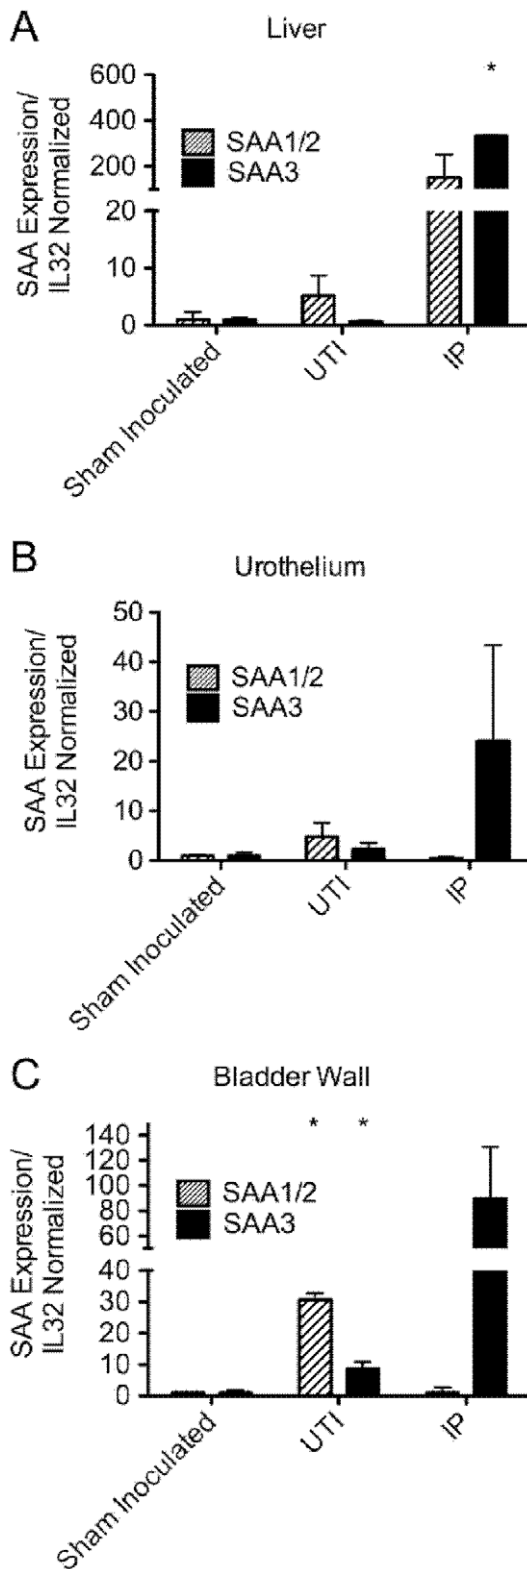 A
Liver
SAA Expression/
IL32 Normalized
600
400
200
20
10
0
SAA1/2
SAA3
*
Sham Inoculated
UTI
IP
B
Urothelium
SAA Expression/
IL32 Normalized
50
40
30
20
10
0
SAA1/2
SAA3
Sham Inoculated
UTI
IP
C
Bladder Wall
SAA Expression/
IL32 Normalized
140
120
100
80
60
40
30
20
10
0
SAA1/2
SAA3
* *
Sham Inoculated
UTI
IP